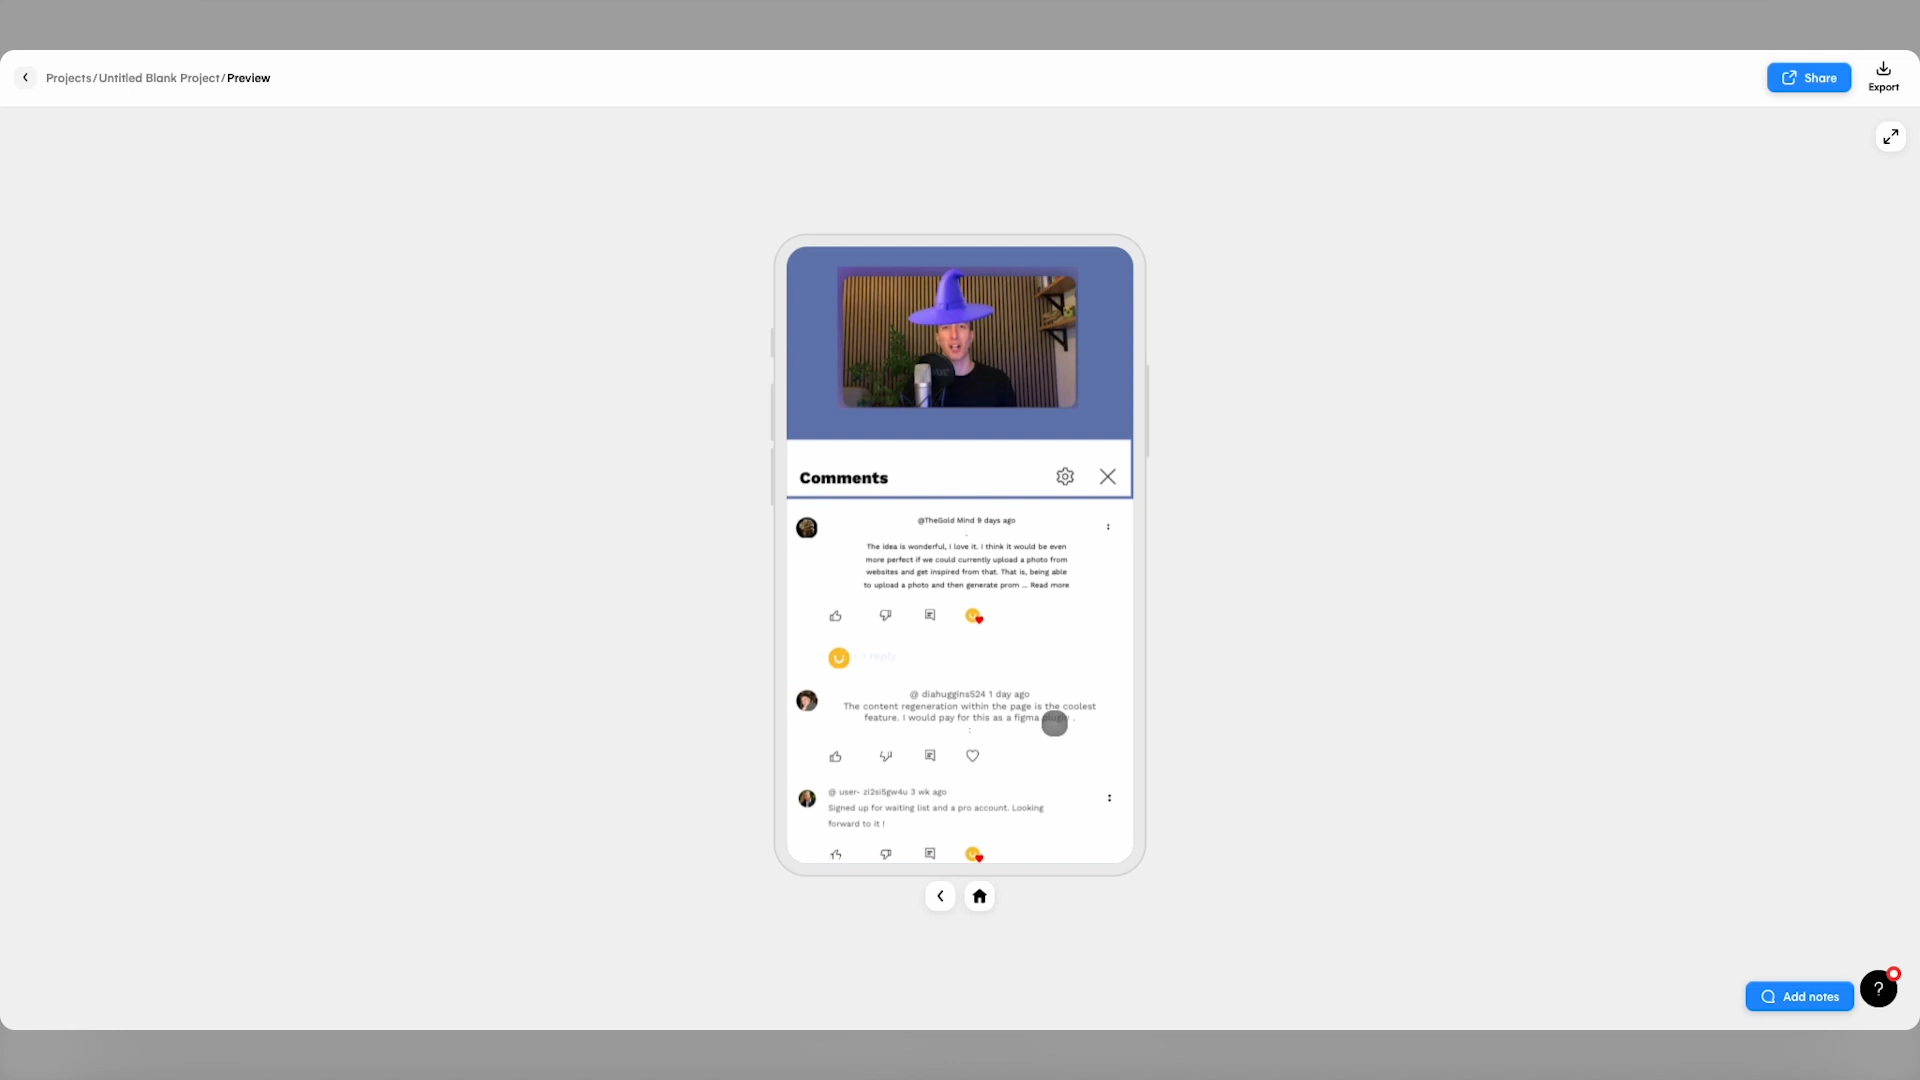 Projects/Untitled Blank Project/Preview
Share
Export
Comments
@TheGold Mind 9 days ago
.
The idea is wonderful, I love it. I think it would be even
more perfect if we could currently upload a photo from
websites and get inspired from that. That is, being able
to upload a photo and then generate prom ... Read more
1 reply
@ diahuggins524 1 day ago
The content regeneration within the page is the coolest
feature. I would pay for this as a figma
:
@ user- zi2si5gw4u 3 wk ago
Signed up for waiting list and a pro account. Looking
forward to it !
Add notes
?